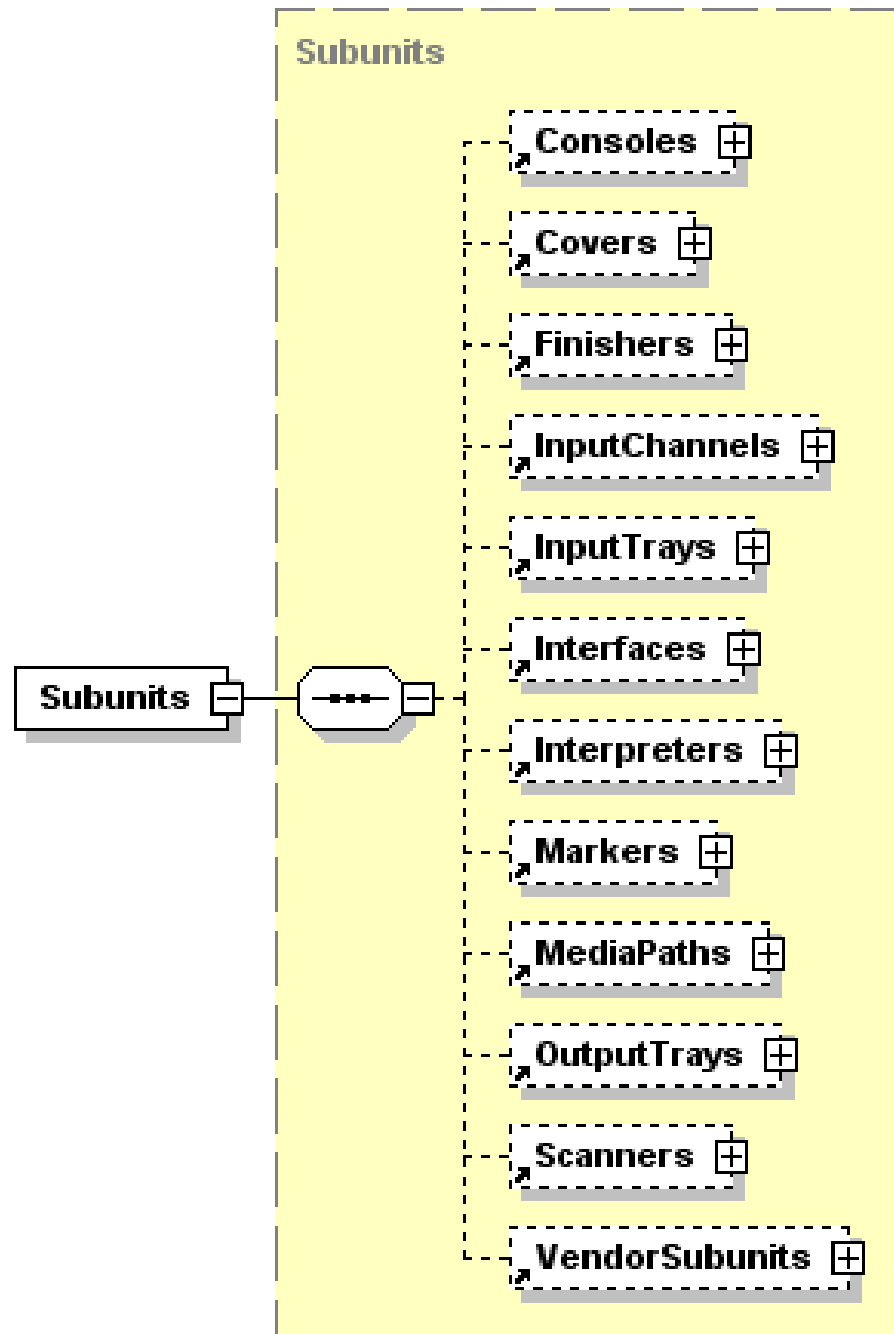 Subunits
Consoles
Covers
Finishers
InputChannels
InputTrays
Interfaces
Subunits
Interpreters
Markers
MediaPaths
OutputTrays
Scanners
VendorSubunits